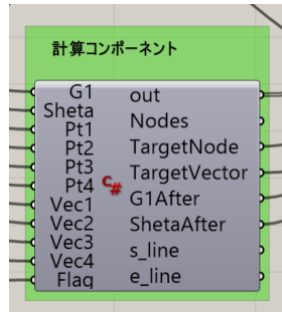 計算コンポーネント
G1
Sheta
Pt1
Pt2
Pt3
Pt4
Vec1
Vec2
Vec3
Vec4
Flag
C#
out
Nodes
TargetNode
TargetVector
G1After
ShetaAfter
s_line
e_line